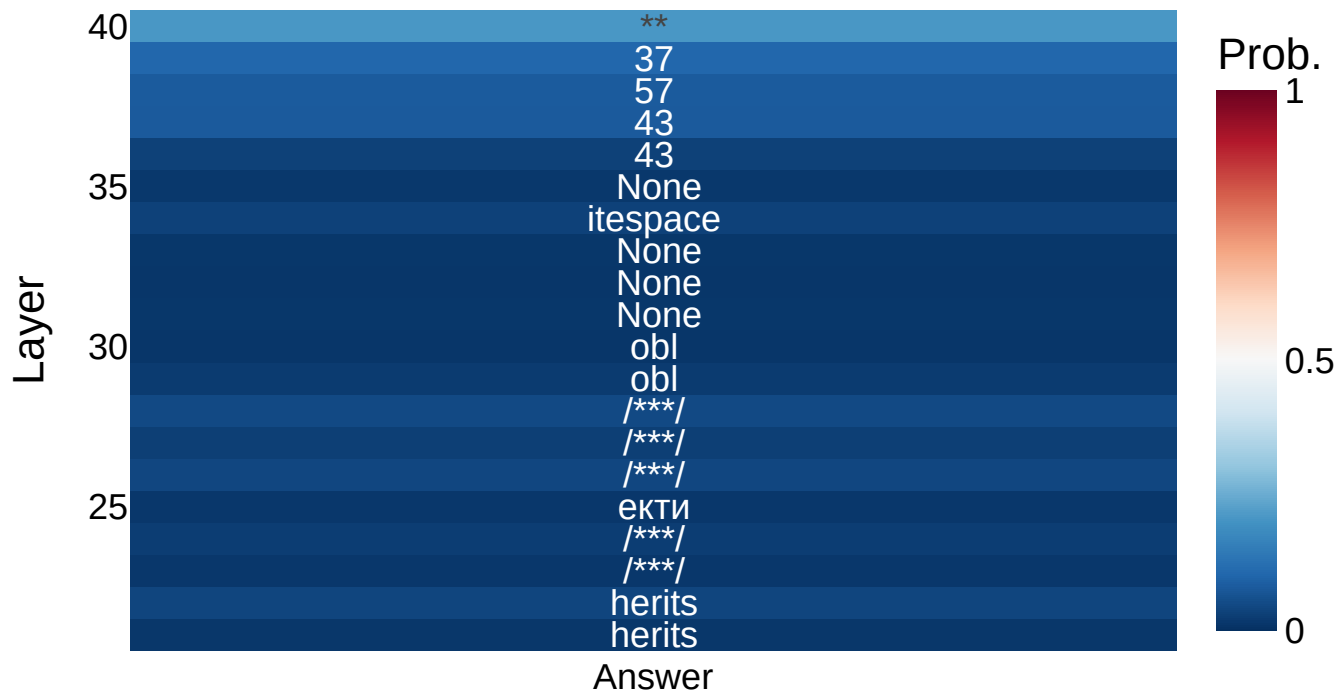 40
**
Prob.
37
1
57
43
43
35
None
itespace
None
None
None
Layer
30
obl
0.5
obl
/***/
/***/
/***/
25
екти
/***/
/***/
herits
herits
0
Answer